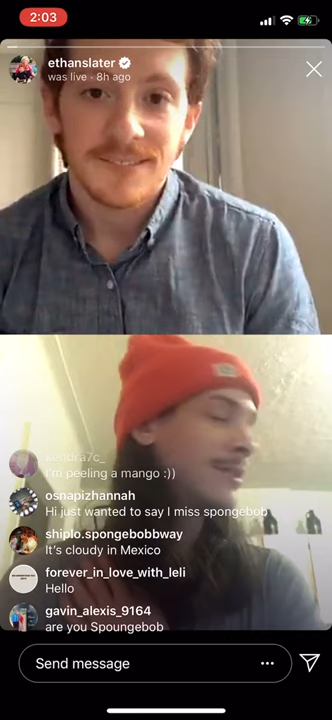 2:03
ethanslater
was live · 8h ago
kendra7c_
I'm peeling a mango :))
osnapizhannah
Hi just wanted to say I miss spongebob
shiplo.spongebobbway
It's cloudy in Mexico
forever_in_love_with_leli
Hello
gavin_alexis_9164
are you Spoungebob
Send message